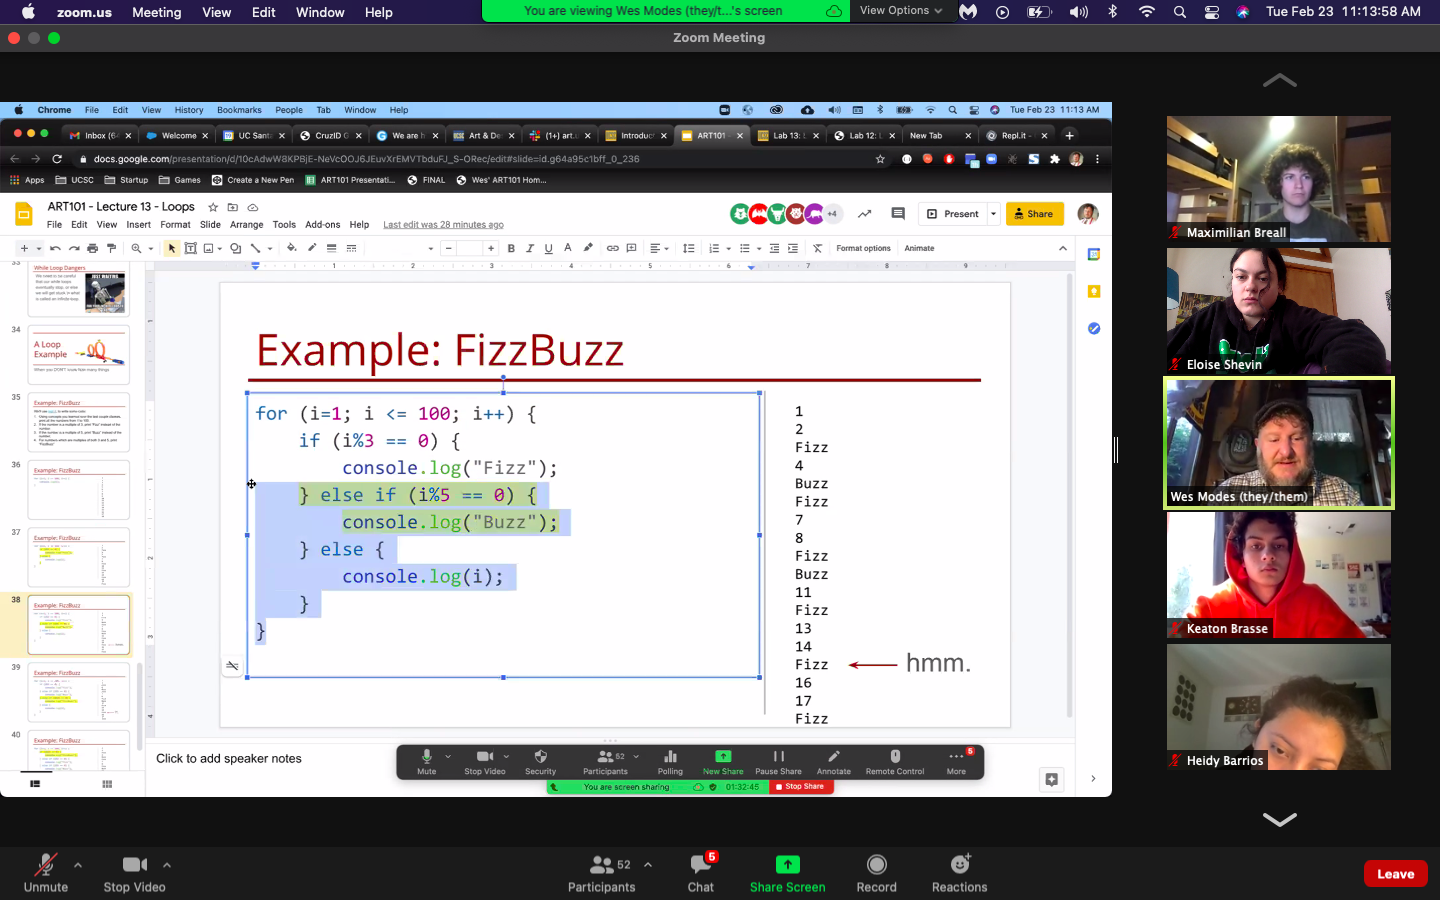 zoom.us Meeting View Edit Window Help
You are viewing Wes Modes (they/t...'s screen
View Options
Tue Feb 23 11:13:58 AM
Zoom Meeting
Chrome File Edit View History Bookmarks People Tab Window Help
Tue Feb 23 11:13 AM
Inbox (6 Welcome UC Sant CruzID G We are h Art & De (1+) art.u Introduc ART101 Lab 13: L Lab 12: L New Tab Repl.it -
docs.google.com/presentation/d/10cAdwW8KPBjE-NeVcOOJ6JEuvXrEMVTbduFJ_S-ORec/edit#slide=id.g64a95c1bff_0_236
Apps UCSC Startup Games Create a New Pen ART101 Presentati... FINAL Wes' ART101 Hom...
ART101 - Lecture 13 - Loops
+4
Present
Share
File Edit View Insert Format Slide Arrange Tools Add-ons Help
Last edit was 28 minutes ago
Format options
Animate
1 2 3 4 5 6 7 8 9
33
While Loop Dangers
34
A Loop
Example
35
Example: FizzBuzz
36
Example: FizzBuzz
37
Example: FizzBuzz
38
Example: FizzBuzz
39
Example: FizzBuzz
40
Example: FizzBuzz
Example: FizzBuzz
for (i=1; i <= 100; i++) {
if (i%3 == 0) {
console.log("Fizz");
} else if (i%5 == 0) {
console.log("Buzz");
} else {
console.log(i);
}
}
1
2
Fizz
4
Buzz
Fizz
7
8
Fizz
Buzz
11
Fizz
13
14
Fizz
16
17
Fizz
hmm.
Click to add speaker notes
Mute Stop Video Security Participants 52 Polling New Share Pause Share Annotate Remote Control More 5
You are screen sharing
01:32:45
Stop Share
Maximilian Breall
Eloise Shevin
Wes Modes (they/them)
Keaton Brasse
Heidy Barrios
Unmute
Stop Video
Participants
52
Chat
5
Share Screen
Record
Reactions
Leave